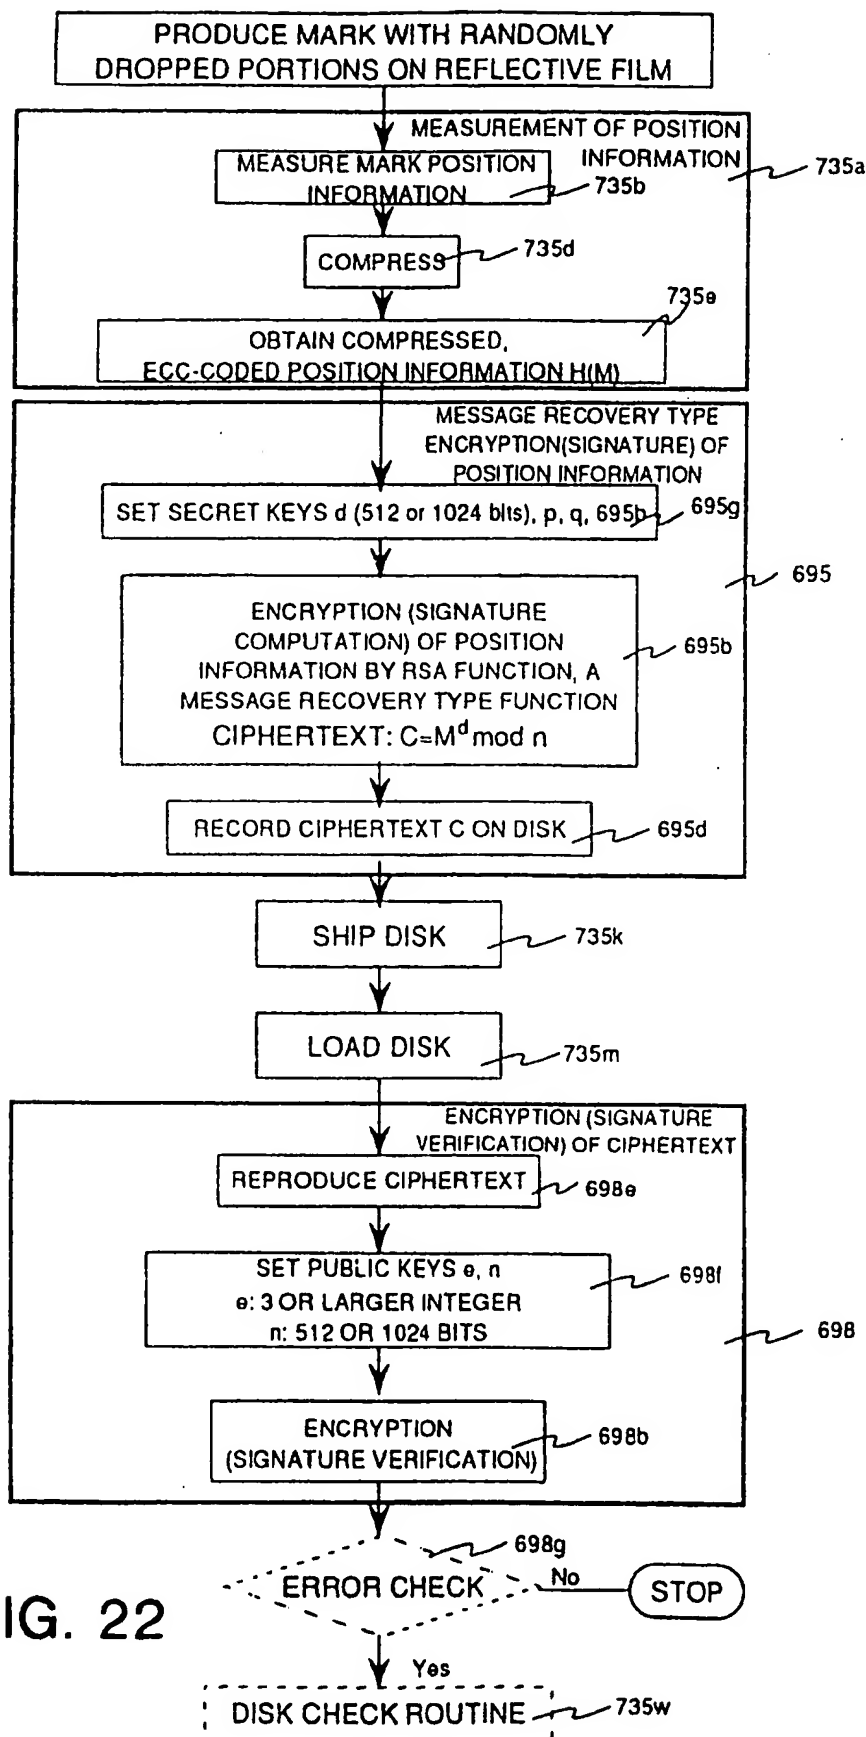 PRODUCE MARK WITH RANDOMLY
DROPPED PORTIONS ON REFLECTIVE FILM
MEASUREMENT OF POSITION
INFORMATION
735a
MEASURE MARK POSITION
INFORMATION
735b
COMPRESS
735d
735e
OBTAIN COMPRESSED,
ECC-CODED POSITION INFORMATION H(M)
MESSAGE RECOVERY TYPE
ENCRYPTION(SIGNATURE) OF
POSITION INFORMATION
SET SECRET KEYS d (512 or 1024 bits), p, q, 695b
695g
695
ENCRYPTION (SIGNATURE
COMPUTATION) OF POSITION
INFORMATION BY RSA FUNCTION, A
MESSAGE RECOVERY TYPE FUNCTION
CIPHERTEXT: C=M^d mod n
695b
RECORD CIPHERTEXT C ON DISK
695d
SHIP DISK
735k
LOAD DISK
735m
ENCRYPTION (SIGNATURE
VERIFICATION) OF CIPHERTEXT
REPRODUCE CIPHERTEXT
698e
SET PUBLIC KEYS e, n
e: 3 OR LARGER INTEGER
n: 512 OR 1024 BITS
698f
698
ENCRYPTION
(SIGNATURE VERIFICATION)
698b
698g
ERROR CHECK
No
STOP
IG. 22
Yes
DISK CHECK ROUTINE
735w